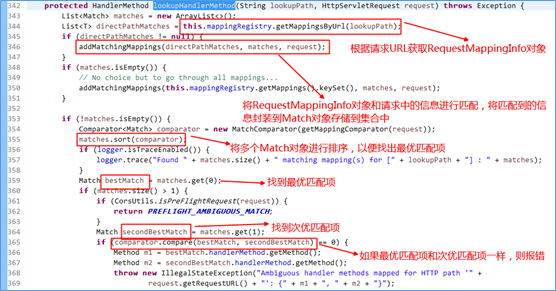 342 protected HandlerMethod lookupHandlerMethod(String lookupPath, HttpServletRequest request) throws Exception {
343 List<Match> matches = new ArrayList<>();
344 List<T> directPathMatches = this.mappingRegistry.getMappingsByUrl(lookupPath);
345 if (directPathMatches != null) {
根据请求URL获取RequestMappingInfo对象
346 addMatchingMappings(directPathMatches, matches, request);
347 }
348 if (matches.isEmpty()) {
349 // No choice but to go through all mappings...
350 addMatchingMappings(this.mappingRegistry.getMappings().keySet(), matches, request);
351 }
将RequestMappingInfo对象和请求中的信息进行匹配，将匹配到的信
息封装到Match对象存储到集合中
352
353 if (!matches.isEmpty()) {
354 Comparator<Match> comparator = new MatchComparator(getMappingComparator(request));
355 matches.sort(comparator);
将多个Match对象进行排序，以便找出最优匹配项
356 if (logger.isTraceEnabled()) {
357 logger.trace("Found " + matches.size() + " matching mapping(s) for [" + lookupPath + "] : " + matches);
358 }
359 Match bestMatch = matches.get(0);
找到最优匹配项
360 if (matches.size() > 1) {
361 if (CorsUtils.isPreFlightRequest(request)) {
362 return PREFLIGHT_AMBIGUOUS_MATCH;
363 }
找到次优匹配项
364 Match secondBestMatch = matches.get(1);
365 if (comparator.compare(bestMatch, secondBestMatch) == 0) {
如果最优匹配项和次优匹配项一样，则报错
366 Method m1 = bestMatch.handlerMethod.getMethod();
367 Method m2 = secondBestMatch.handlerMethod.getMethod();
368 throw new IllegalStateException("Ambiguous handler methods mapped for HTTP path '" +
369 request.getRequestURL() + "': {" + m1 + ", " + m2 + "}");